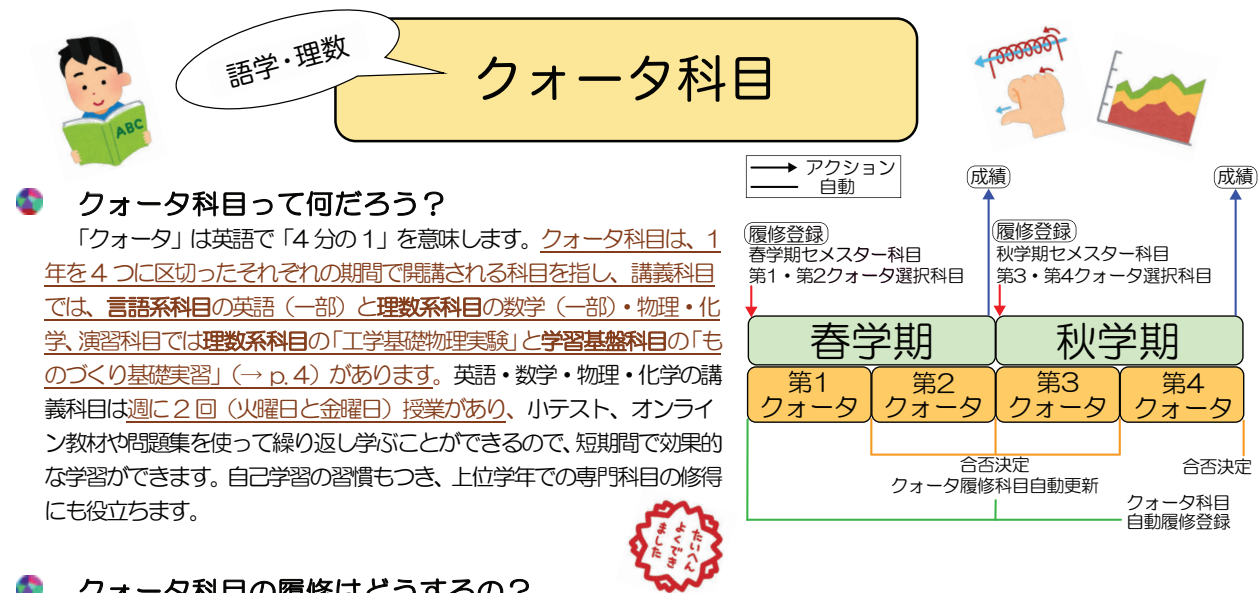 語学・理数
クォータ科目
ABC
クォータ科目って何だろう？
「クォータ」は英語で「4分の1」を意味します。クォータ科目は、1
年を4つに区切ったそれぞれの期間で開講される科目を指し、講義科目
では、言語系科目の英語（一部）と理数系科目の数学（一部）・物理・化
学、演習科目では理数系科目の「工学基礎物理実験」と学習基盤科目の「も
のづくり基礎実習」（→ p.4）があります。英語・数学・物理・化学の講
義科目は週に2回（火曜日と金曜日）授業があり、小テスト、オンライ
ン教材や問題集を使って繰り返し学ぶことができるので、短期間で効果的
な学習ができます。自己学習の習慣もつき、上位学年での専門科目の修得
にも役立ちます。
たいへん
よくでき
ました
クォータ科目の履修はどうするの？
アクション
自動
成績
成績
履修登録
春学期セメスター科目
第1・第2クォータ選択科目
履修登録
秋学期セメスター科目
第3・第4クォータ選択科目
春学期
秋学期
第1
クォータ
第2
クォータ
第3
クォータ
第4
クォータ
合否決定
クォータ履修科目自動更新
合否決定
クォータ科目
自動履修登録